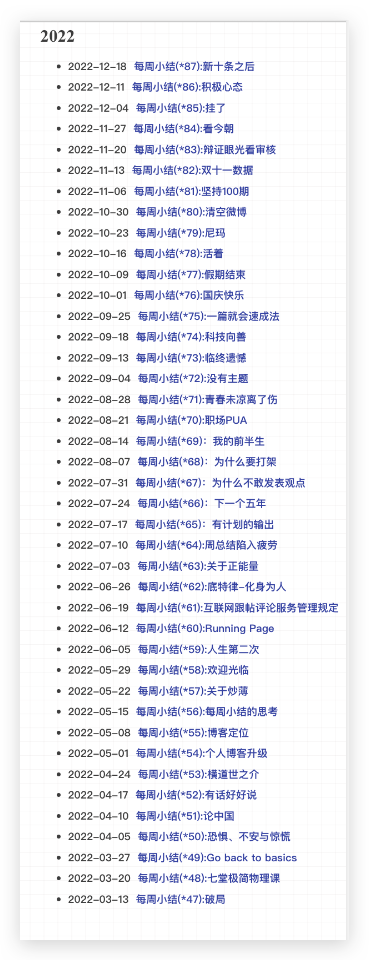 2022
2022-12-18 每周小结(*87):新十条之后
2022-12-11 每周小结(*86):积极心态
2022-12-04 每周小结(*85):挂了
2022-11-27 每周小结(*84):看今朝
2022-11-20 每周小结(*83):辩证眼光看审核
2022-11-13 每周小结(*82):双十一数据
2022-11-06 每周小结(*81):坚持100期
2022-10-30 每周小结(*80):清空微博
2022-10-23 每周小结(*79):尼玛
2022-10-16 每周小结(*78):活着
2022-10-09 每周小结(*77):假期结束
2022-10-01 每周小结(*76):国庆快乐
2022-09-25 每周小结(*75):一篇就会速成法
2022-09-18 每周小结(*74):科技向善
2022-09-13 每周小结(*73):临终遗憾
2022-09-04 每周小结(*72):没有主题
2022-08-28 每周小结(*71):青春未凉离了伤
2022-08-21 每周小结(*70):职场PUA
2022-08-14 每周小结(*69)：我的前半生
2022-08-07 每周小结(*68)：为什么要打架
2022-07-31 每周小结(*67)：为什么不敢发表观点
2022-07-24 每周小结(*66)：下一个五年
2022-07-17 每周小结(*65)：有计划的输出
2022-07-10 每周小结(*64):周总结陷入疲劳
2022-07-03 每周小结(*63):关于正能量
2022-06-26 每周小结(*62):底特律-化身为人
2022-06-19 每周小结(*61):互联网跟帖评论服务管理规定
2022-06-12 每周小结(*60):Running Page
2022-06-05 每周小结(*59):人生第二次
2022-05-29 每周小结(*58):欢迎光临
2022-05-22 每周小结(*57):关于炒薄
2022-05-15 每周小结(*56):每周小结的思考
2022-05-08 每周小结(*55):博客定位
2022-05-01 每周小结(*54):个人博客升级
2022-04-24 每周小结(*53):横道世之介
2022-04-17 每周小结(*52):有话好好说
2022-04-10 每周小结(*51):论中国
2022-04-05 每周小结(*50):恐惧、不安与惊慌
2022-03-27 每周小结(*49):Go back to basics
2022-03-20 每周小结(*48):七堂极简物理课
2022-03-13 每周小结(*47):破局